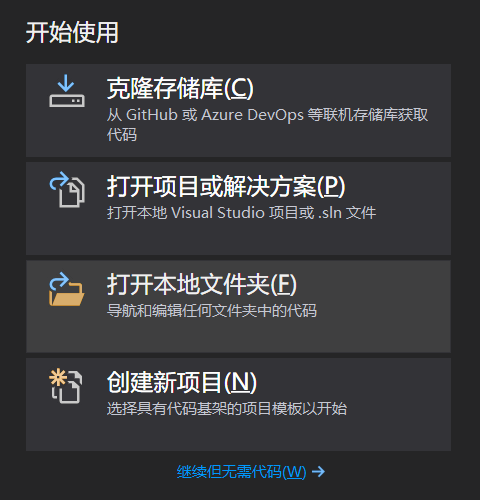 开始使用
克隆存储库(C)
从 GitHub 或 Azure DevOps 等联机存储库获取
代码
打开项目或解决方案(P)
打开本地 Visual Studio 项目或 .sln 文件
打开本地文件夹(F)
导航和编辑任何文件夹中的代码
创建新项目(N)
选择具有代码基架的项目模板以开始
继续但无需代码(W) →